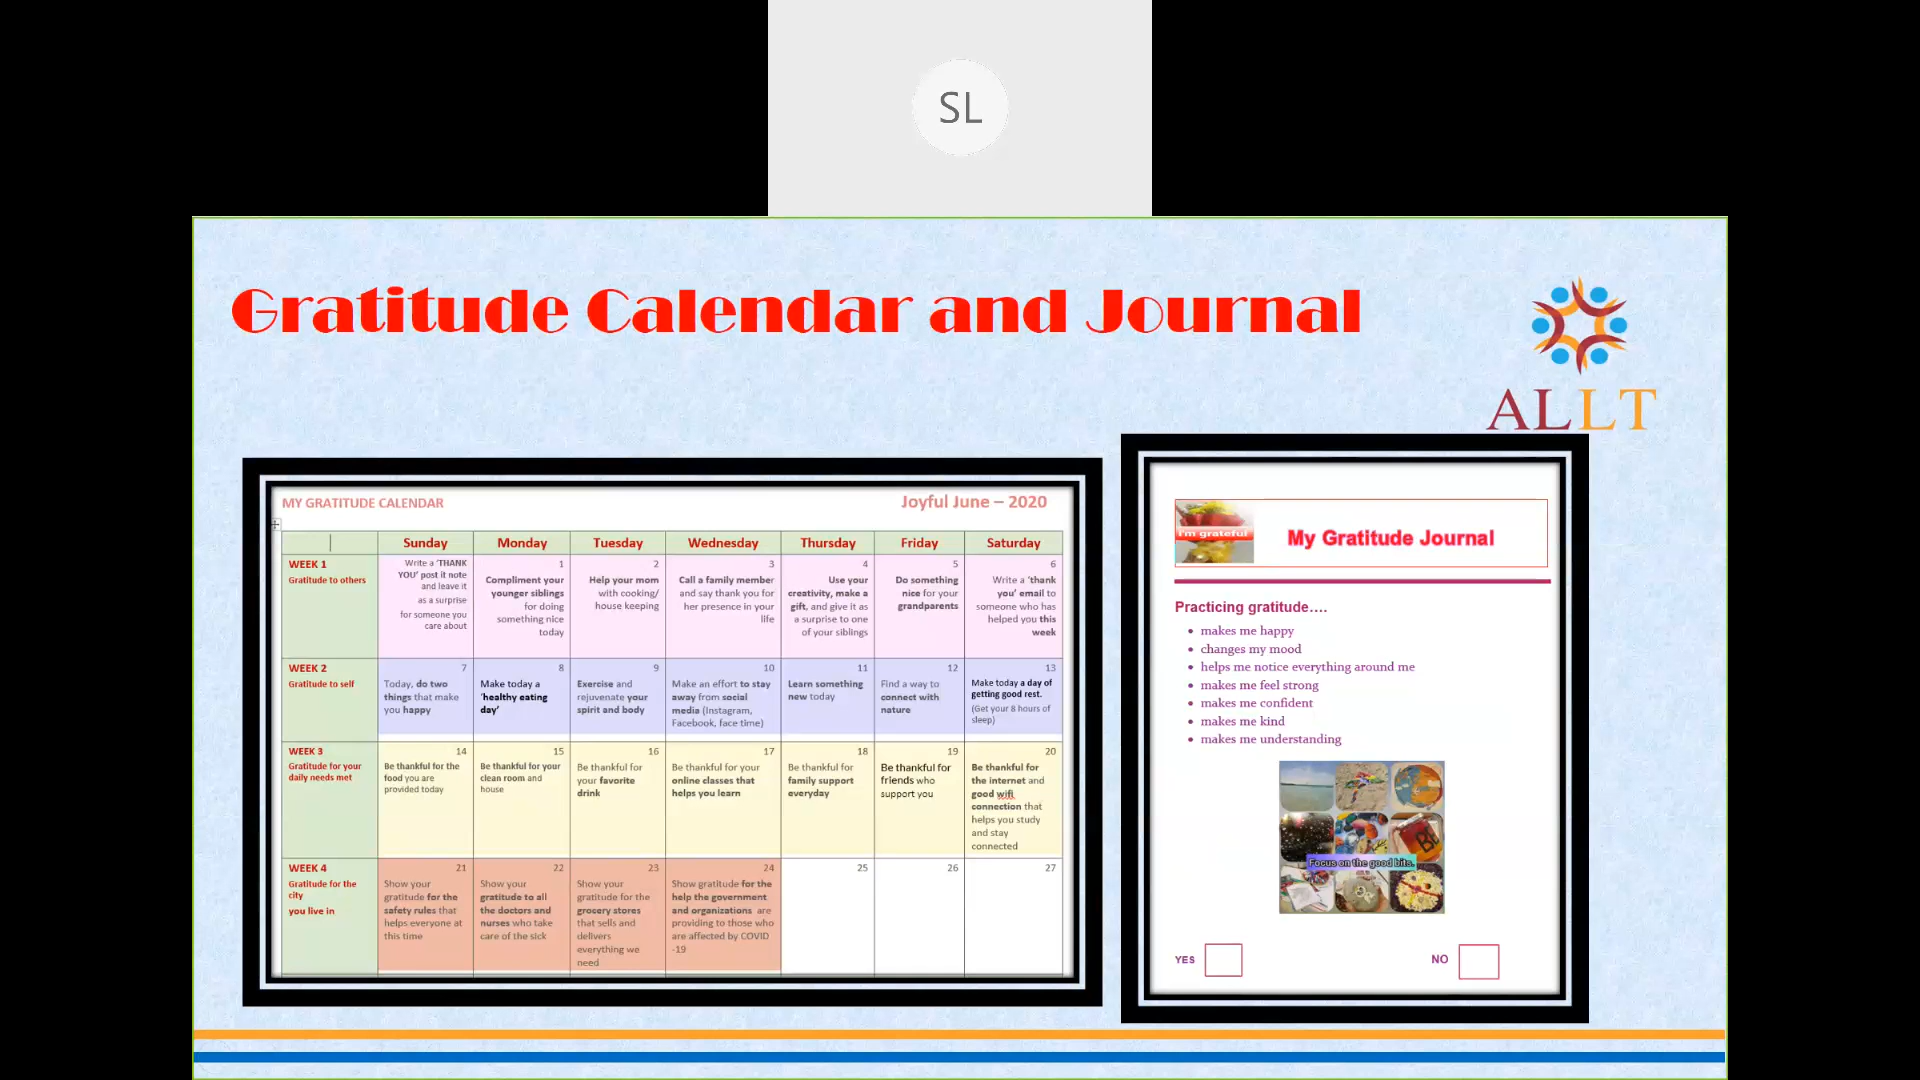 SL
Gratitude Calendar and Journal
ALLT
MY GRATITUDE CALENDAR
Joyful June – 2020
Sunday
Monday
Tuesday
Wednesday
Thursday
Friday
Saturday
WEEK 1
Gratitude to others
Write a ‘THANK
YOU’ post it note
and leave it
as a surprise
for someone you
care about
1
Compliment your
younger siblings
for doing
something nice
today
2
Help your mom
with cooking/
house keeping
3
Call a family member
and say thank you for
her presence in your
life
4
Use your
creativity, make a
gift, and give it as
a surprise to one
of your siblings
5
Do something
nice for your
grandparents
6
Write a ‘thank
you’ email to
someone who has
helped you this
week
WEEK 2
Gratitude to self
7
Today, do two
things that make
you happy
8
Make today a
‘healthy eating
day’
9
Exercise and
rejuvenate your
spirit and body
10
Make an effort to stay
away from social
media (Instagram,
Facebook, face time)
11
Learn something
new today
12
Find a way to
connect with
nature
13
Make today a day of
getting good rest.
(Get your 8 hours of
sleep)
WEEK 3
Gratitude for your
daily needs met
14
Be thankful for the
food you are
provided today
15
Be thankful for your
clean room and
house
16
Be thankful for
your favorite
drink
17
Be thankful for your
online classes that
helps you learn
18
Be thankful for
family support
everyday
19
Be thankful for
friends who
support you
20
Be thankful for
the internet and
good wifi
connection that
helps you study
and stay
connected
WEEK 4
Gratitude for the
city
you live in
21
Show your
gratitude for the
safety rules that
helps everyone at
this time
22
Show your
gratitude to all
the doctors and
nurses who take
care of the sick
23
Show your
gratitude for the
grocery stores
that sells and
delivers
everything we
need
24
Show gratitude for the
help the government
and organizations are
providing to those who
are affected by COVID
-19
25
26
27
I'm grateful
My Gratitude Journal
Practicing gratitude….
• makes me happy
• changes my mood
• helps me notice everything around me
• makes me feel strong
• makes me confident
• makes me kind
• makes me understanding
Focus on the good bits.
YES
NO